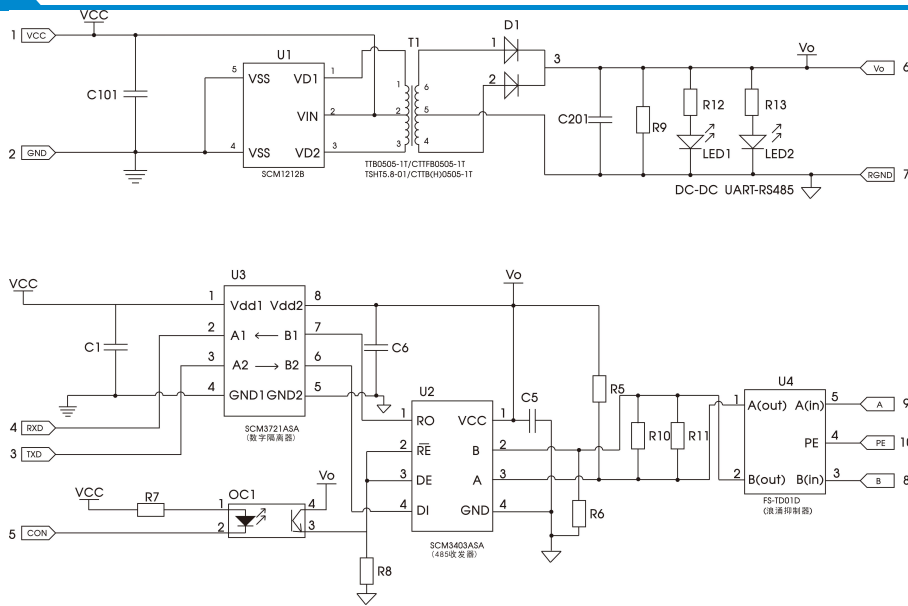 VCC
1 VCC
C101
2 GND
U1
5 VSS VD1 1
VIN 2
4 VSS VD2 3
SCM1212B
T1
1 6
2 5
3 4
TTB0505-1T/CTTFB0505-1T
TSHT5.8-01/CTTB(H)0505-1T
D1
1
2
3
C201
R9
R12
LED1
R13
LED2
Vo
Vo 6
RGND 7
DC-DC UART-RS485
VCC
C1
U3
1 Vdd1 Vdd2 8
2 A1 ← B1 7
3 A2 → B2 6
4 GND1 GND2 5
SCM3721ASA
(数字隔离器)
4 RXD
3 TXD
C6
Vo
VCC
R7
OC1
1 4
2 3
Vo
5 CON
R8
U2
1 RO VCC 1
2 RE B 2
3 DE A 3
4 DI GND 4
SCM3403ASA
(485收发器)
C5
R5
R6
R10
R11
U4
1 A(out) A(in) 5
PE 4
2 B(out) B(in) 3
FS-TD01D
(浪涌抑制器)
A 9
PE 10
B 8